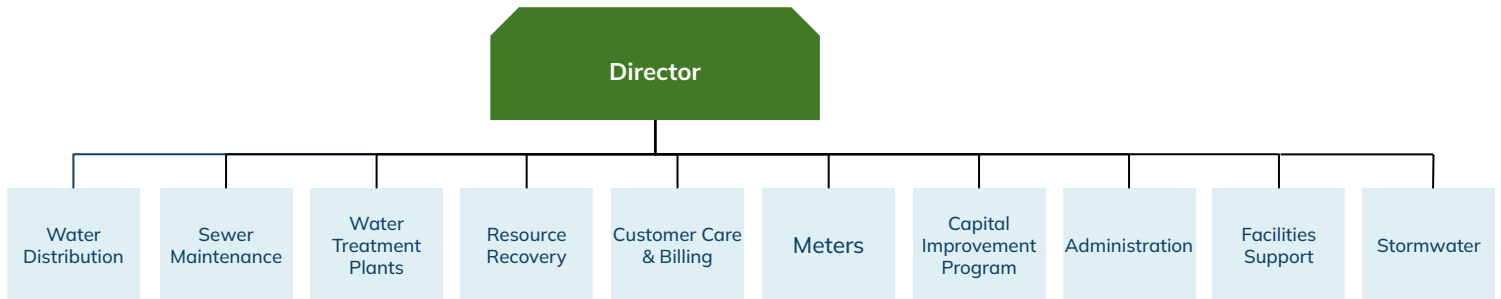 Director
Water
Distribution
Sewer
Maintenance
Water
Treatment
Plants
Resource
Recovery
Customer Care
& Billing
Meters
Capital
Improvement
Program
Administration
Facilities
Support
Stormwater